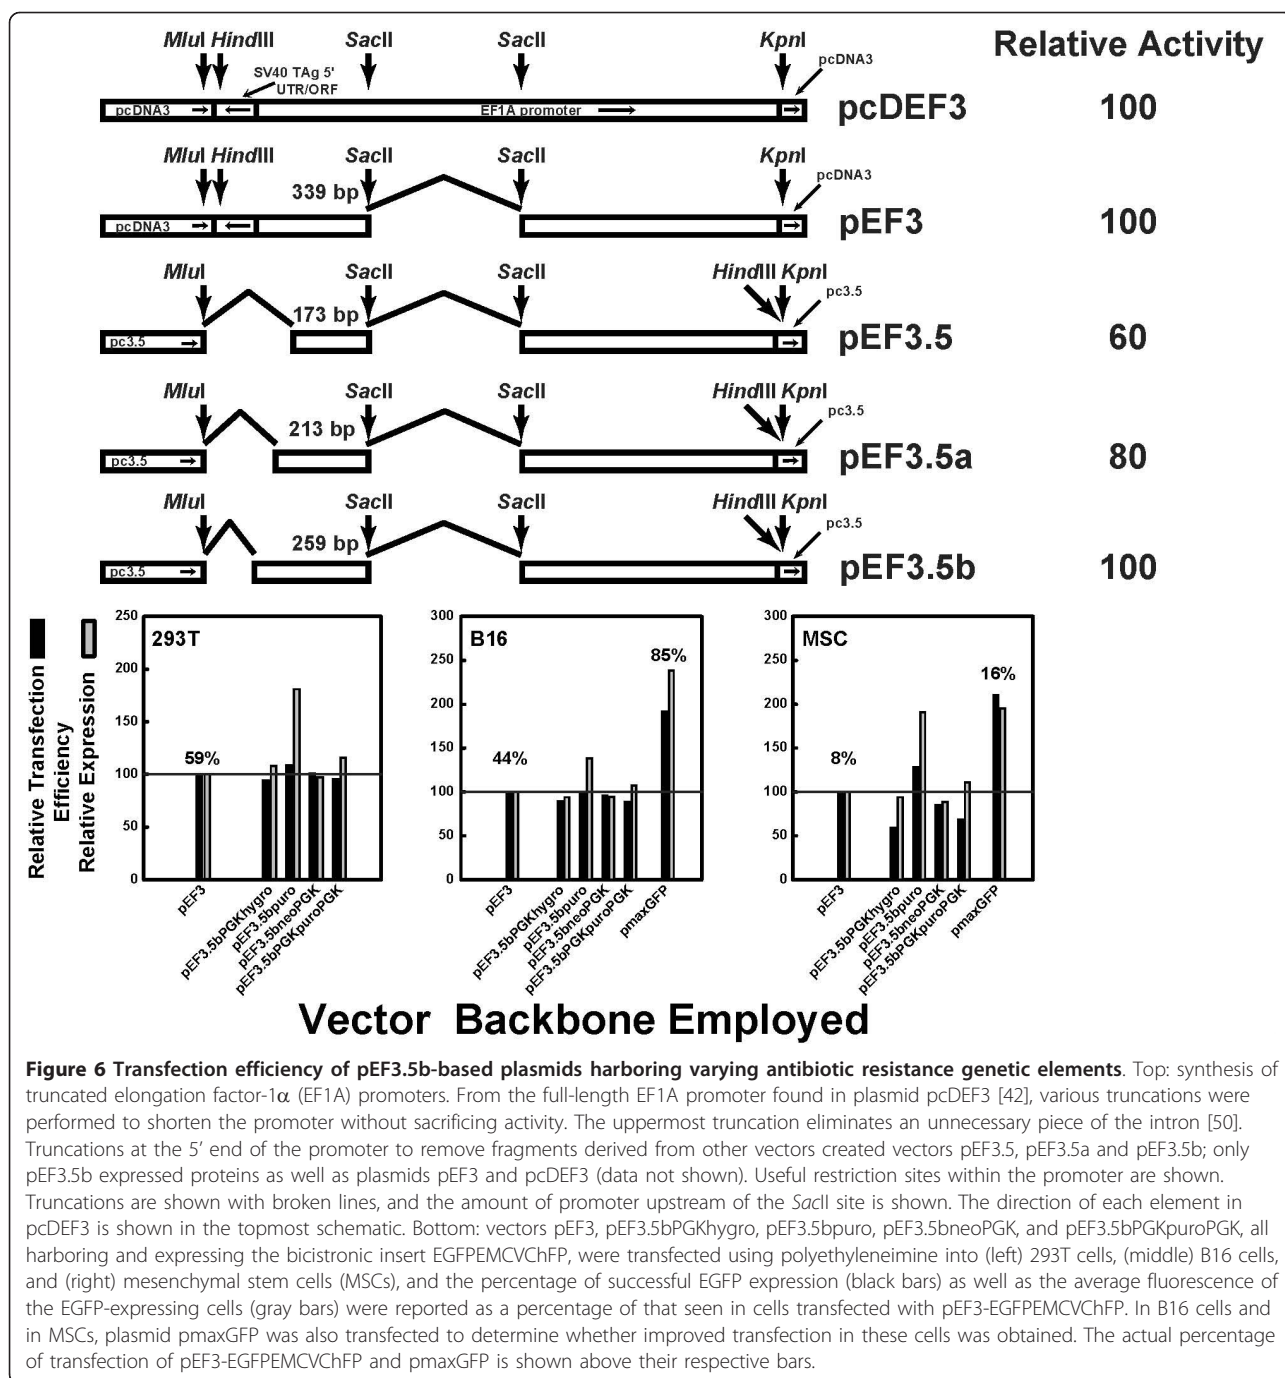 MluI HindIII SacII SacII KpnI Relative Activity
pcDNA3
SV40 TAg 5'
UTR/ORF
pcDNA3 EF1A promoter pcDEF3 100
MluI HindIII SacII SacII KpnI
pcDNA3
339 bp
pcDNA3 pEF3 100
MluI SacII SacII HindIII KpnI
pc3.5
173 bp
pc3.5 pEF3.5 60
MluI SacII SacII HindIII KpnI
pc3.5
213 bp
pc3.5 pEF3.5a 80
MluI SacII SacII HindIII KpnI
pc3.5
259 bp
pc3.5 pEF3.5b 100
Relative Transfection
Efficiency
Relative Expression
250
200
150
100
50
0
293T
59%
pEF3
pEF3.5bPGKhygro
pEF3.5bpuro
pEF3.5bneoPGK
pEF3.5bPGKpuroPGK
300
250
200
150
100
50
0
B16
85%
44%
pEF3
pEF3.5bPGKhygro
pEF3.5bpuro
pEF3.5bneoPGK
pEF3.5bPGKpuroPGK
pmaxGFP
300
250
200
150
100
50
0
MSC
16%
8%
pEF3
pEF3.5bPGKhygro
pEF3.5bpuro
pEF3.5bneoPGK
pEF3.5bPGKpuroPGK
pmaxGFP
Vector Backbone Employed
Figure 6 Transfection efficiency of pEF3.5b-based plasmids harboring varying antibiotic resistance genetic elements. Top: synthesis of
truncated elongation factor-1α (EF1A) promoters. From the full-length EF1A promoter found in plasmid pcDEF3 [42], various truncations were
performed to shorten the promoter without sacrificing activity. The uppermost truncation eliminates an unnecessary piece of the intron [50].
Truncations at the 5' end of the promoter to remove fragments derived from other vectors created vectors pEF3.5, pEF3.5a and pEF3.5b; only
pEF3.5b expressed proteins as well as plasmids pEF3 and pcDEF3 (data not shown). Useful restriction sites within the promoter are shown.
Truncations are shown with broken lines, and the amount of promoter upstream of the SacII site is shown. The direction of each element in
pcDEF3 is shown in the topmost schematic. Bottom: vectors pEF3, pEF3.5bPGKhygro, pEF3.5bpuro, pEF3.5bneoPGK, and pEF3.5bPGKpuroPGK, all
harboring and expressing the bicistronic insert EGFPEMCVChFP, were transfected using polyethyleneimine into (left) 293T cells, (middle) B16 cells,
and (right) mesenchymal stem cells (MSCs), and the percentage of successful EGFP expression (black bars) as well as the average fluorescence of
the EGFP-expressing cells (gray bars) were reported as a percentage of that seen in cells transfected with pEF3-EGFPEMCVChFP. In B16 cells and
in MSCs, plasmid pmaxGFP was also transfected to determine whether improved transfection in these cells was obtained. The actual percentage
of transfection of pEF3-EGFPEMCVChFP and pmaxGFP is shown above their respective bars.